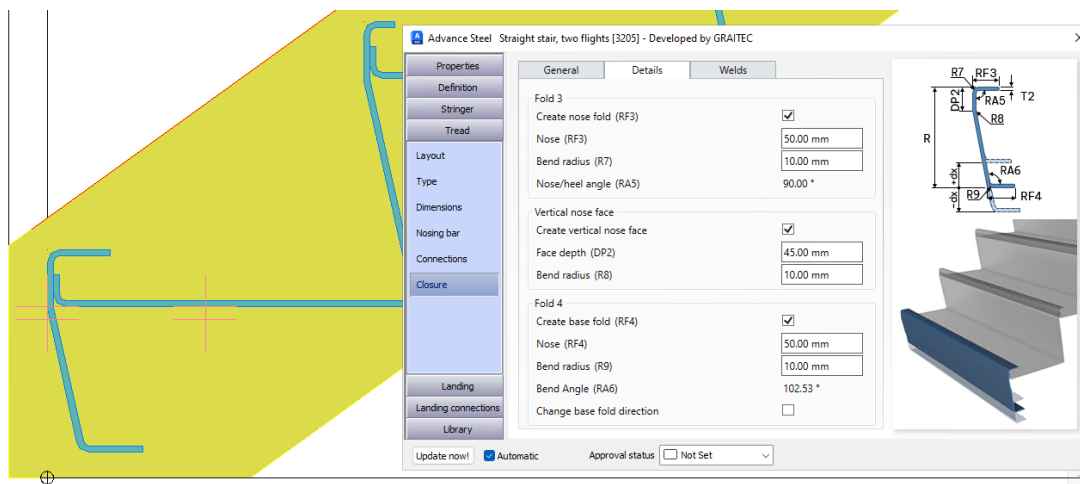 Advance Steel Straight stair, two flights [3205] - Developed by GRAITEC
Properties
Definition
Stringer
Tread
Layout
Type
Dimensions
Nosing bar
Connections
Closure
Landing
Landing connections
Library
General Details Welds
Fold 3
Create nose fold (RF3)
Nose (RF3) 50.00 mm
Bend radius (R7) 10.00 mm
Nose/heel angle (RA5) 90.00 °
Vertical nose face
Create vertical nose face
Face depth (DP2) 45.00 mm
Bend radius (R8) 10.00 mm
Fold 4
Create base fold (RF4)
Nose (RF4) 50.00 mm
Bend radius (R9) 10.00 mm
Bend Angle (RA6) 102.53 °
Change base fold direction
R7 RF3
DP2 RA5 T2
R8
R
-dx +dx
RA6
R9 RF4
Update now! Automatic Approval status Not Set